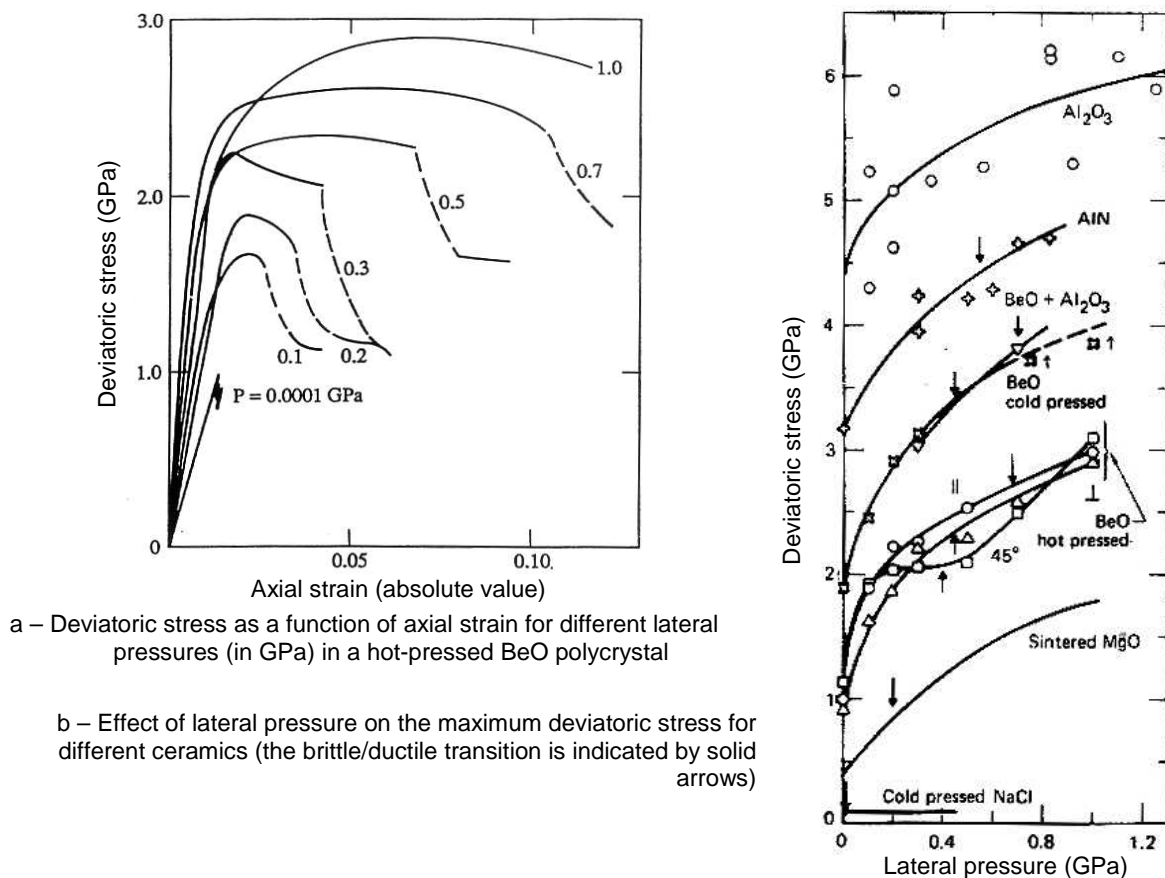 3.0
2.0
1.0
0
Deviatoric stress (GPa)
1.0
0.7
0.5
0.3
0.2
0.1
P = 0.0001 GPa
0.05
0.10.
Axial strain (absolute value)
a – Deviatoric stress as a function of axial strain for different lateral
pressures (in GPa) in a hot-pressed BeO polycrystal
b – Effect of lateral pressure on the maximum deviatoric stress for
different ceramics (the brittle/ductile transition is indicated by solid
arrows)
6
5
4
3
2
1
0
Deviatoric stress (GPa)
Al2O3
AlN
BeO + Al2O3
BeO
cold pressed
||
⊥
BeO
hot pressed
45°
Sintered MgO
Cold pressed NaCl
0
0.4
0.8
1.2
Lateral pressure (GPa)